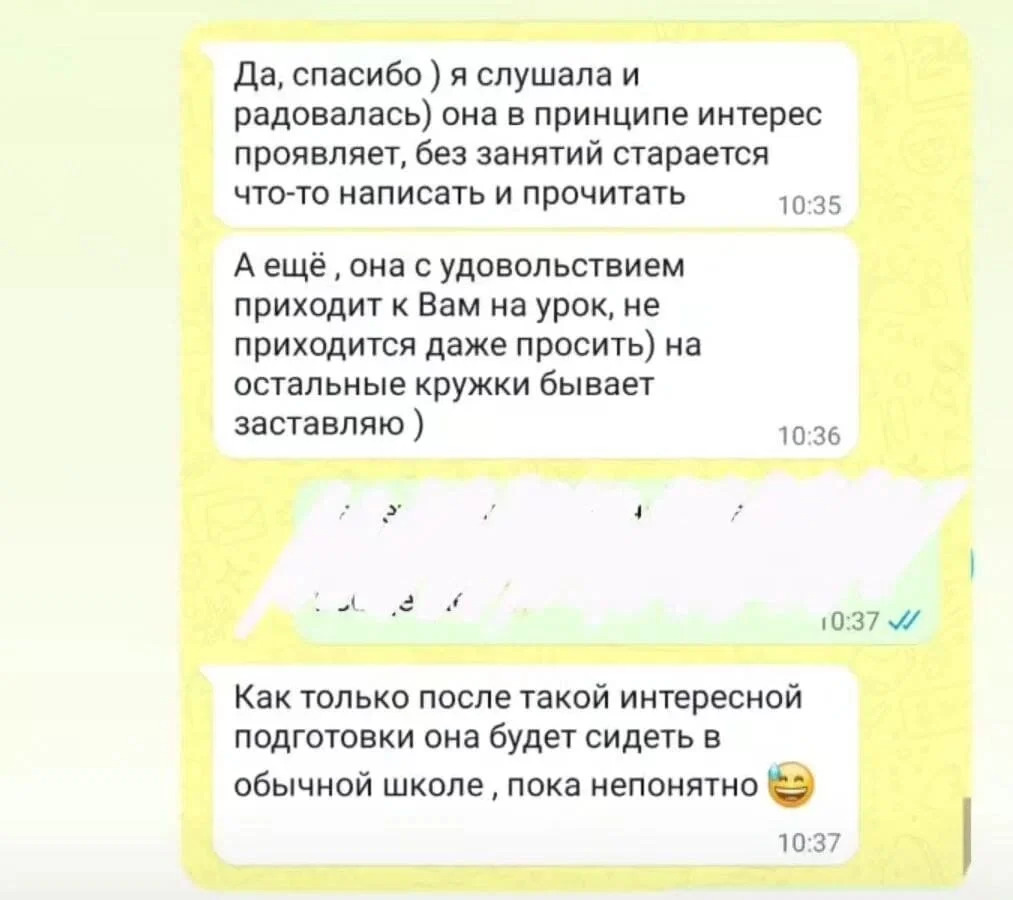 Да, спасибо ) я слушала и
радовалась) она в принципе интерес
проявляет, без занятий старается
что-то написать и прочитать
10:35
А ещё , она с удовольствием
приходит к Вам на урок, не
приходится даже просить) на
остальные кружки бывает
заставляю )
10:36
10:37
Как только после такой интересной
подготовки она будет сидеть в
обычной школе , пока непонятно 😅
10:37